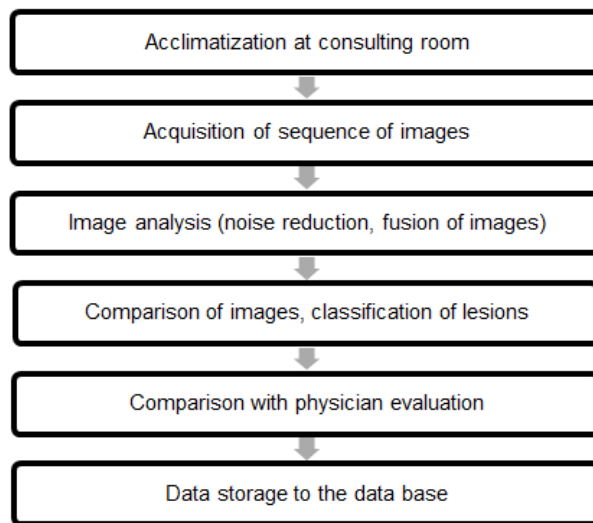 Acclimatization at consulting room
Acquisition of sequence of images
Image analysis (noise reduction, fusion of images)
Comparison of images, classification of lesions
Comparison with physician evaluation
Data storage to the data base